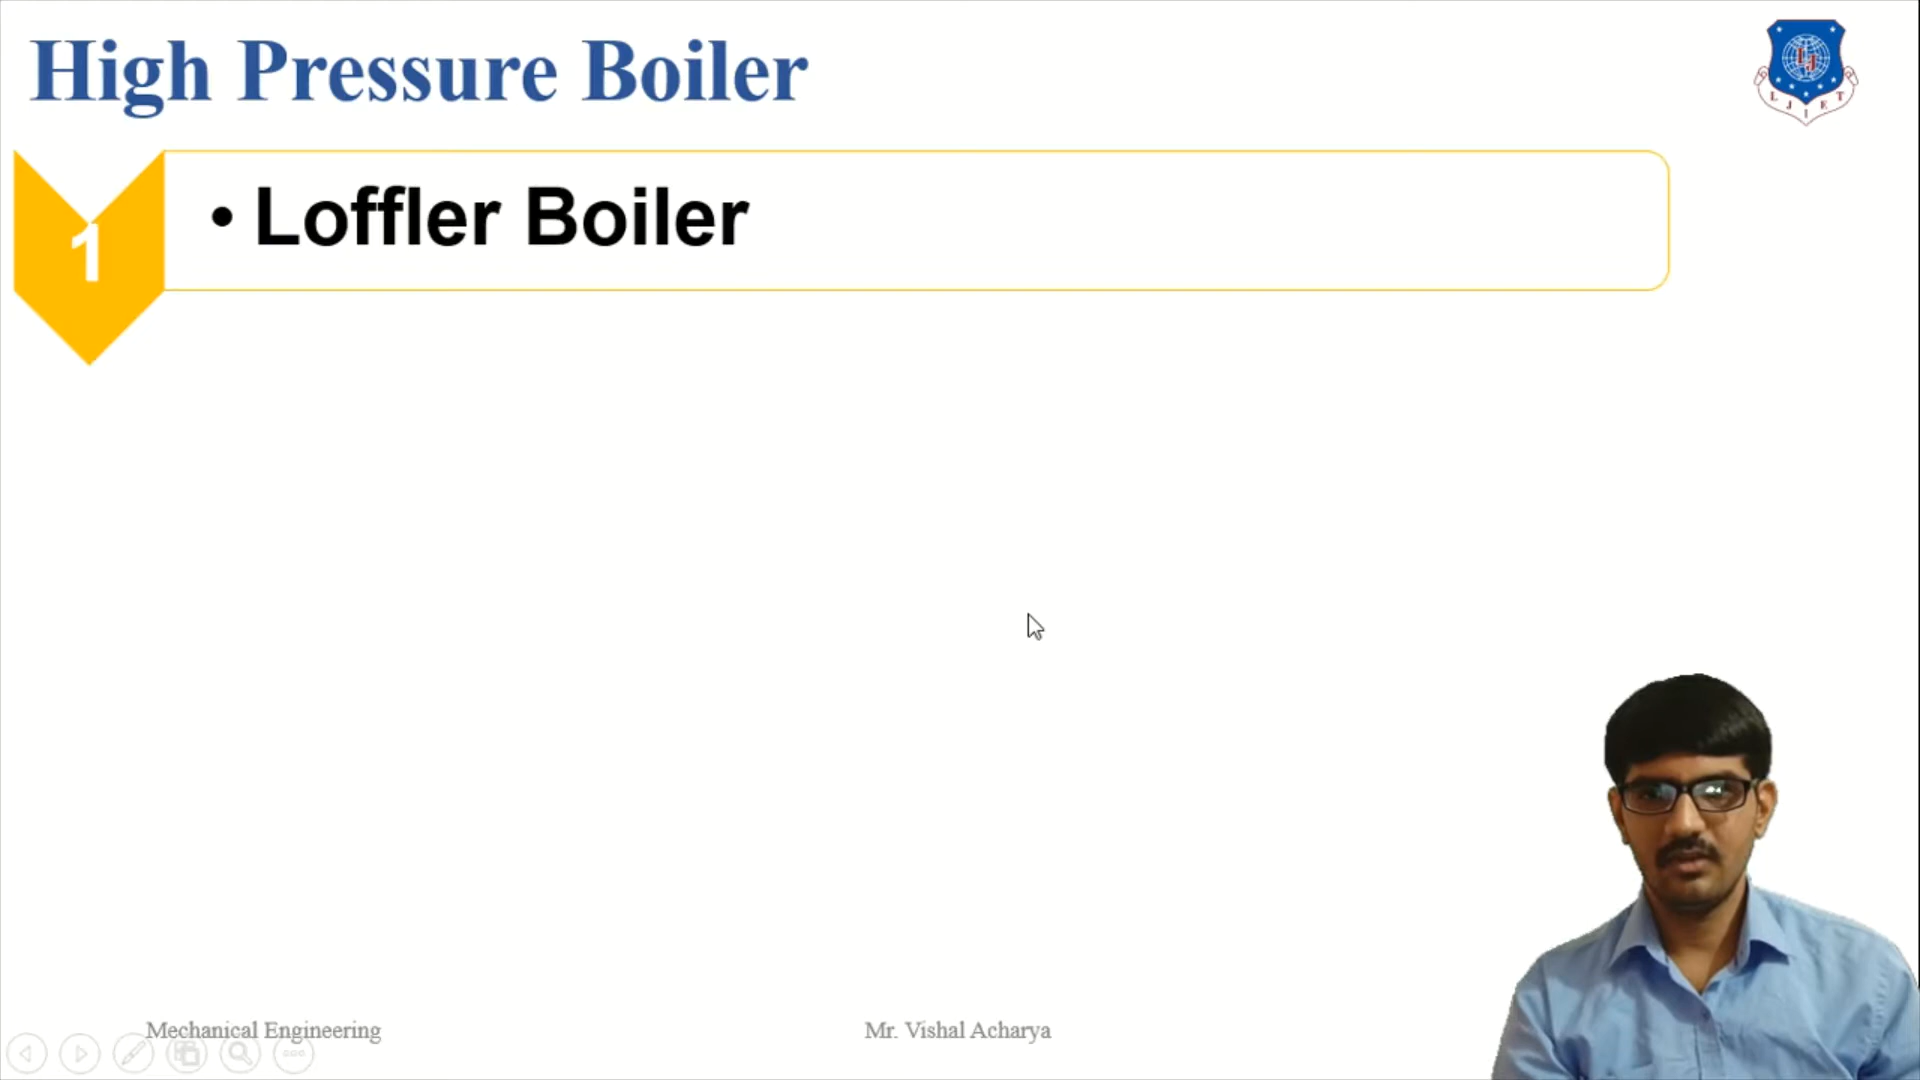 High Pressure Boiler
L J I E T
1
• Loffler Boiler
Mechanical Engineering
Mr. Vishal Acharya